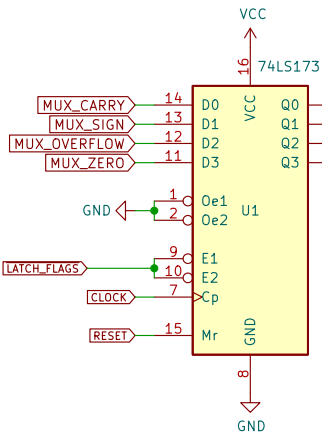 VCC
16 74LS173
VCC
MUX_CARRY 14 D0 Q0
MUX_SIGN 13 D1 Q1
MUX_OVERFLOW 12 D2 Q2
MUX_ZERO 11 D3 Q3
1 Oe1
GND U1
2 Oe2
9 E1
LATCH_FLAGS
10 E2
CLOCK 7 Cp
RESET 15 Mr
GND
8
GND